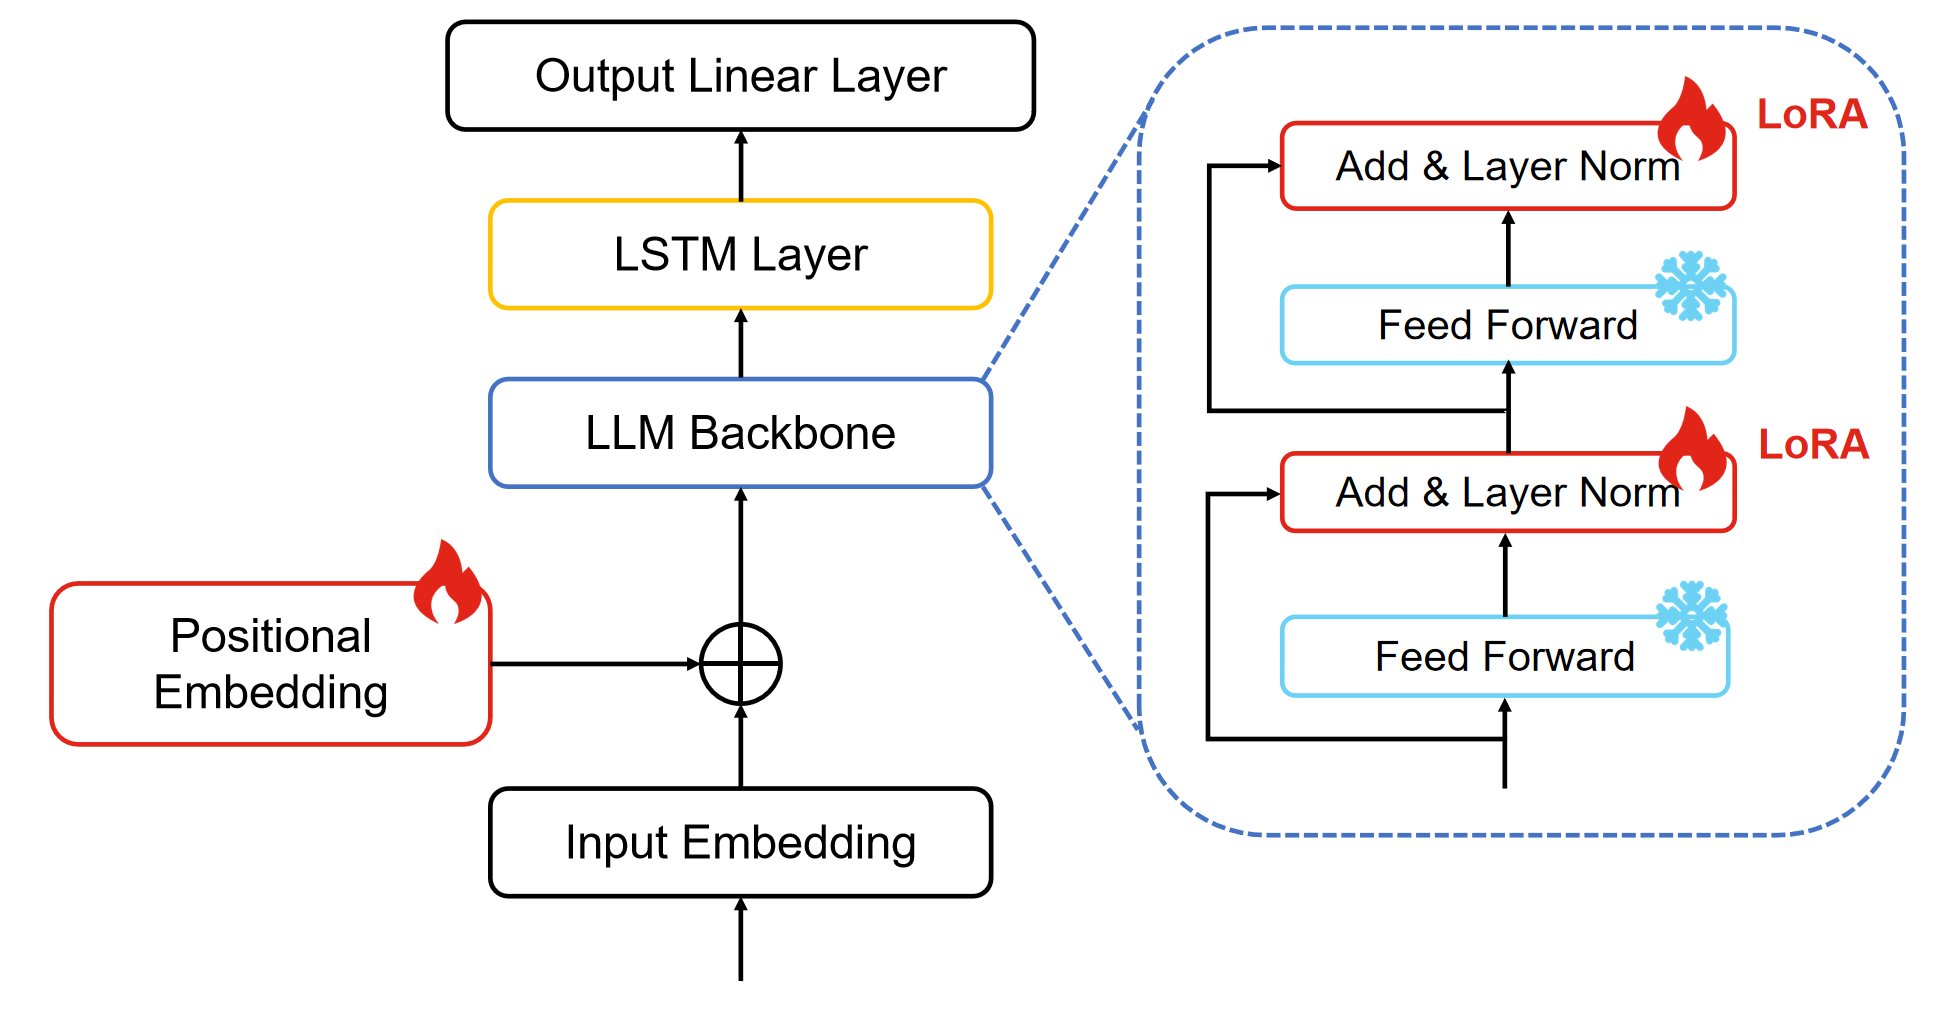 Output Linear Layer
LSTM Layer
LLM Backbone
Positional
Embedding
Input Embedding
LoRA
Add & Layer Norm
Feed Forward
LoRA
Add & Layer Norm
Feed Forward